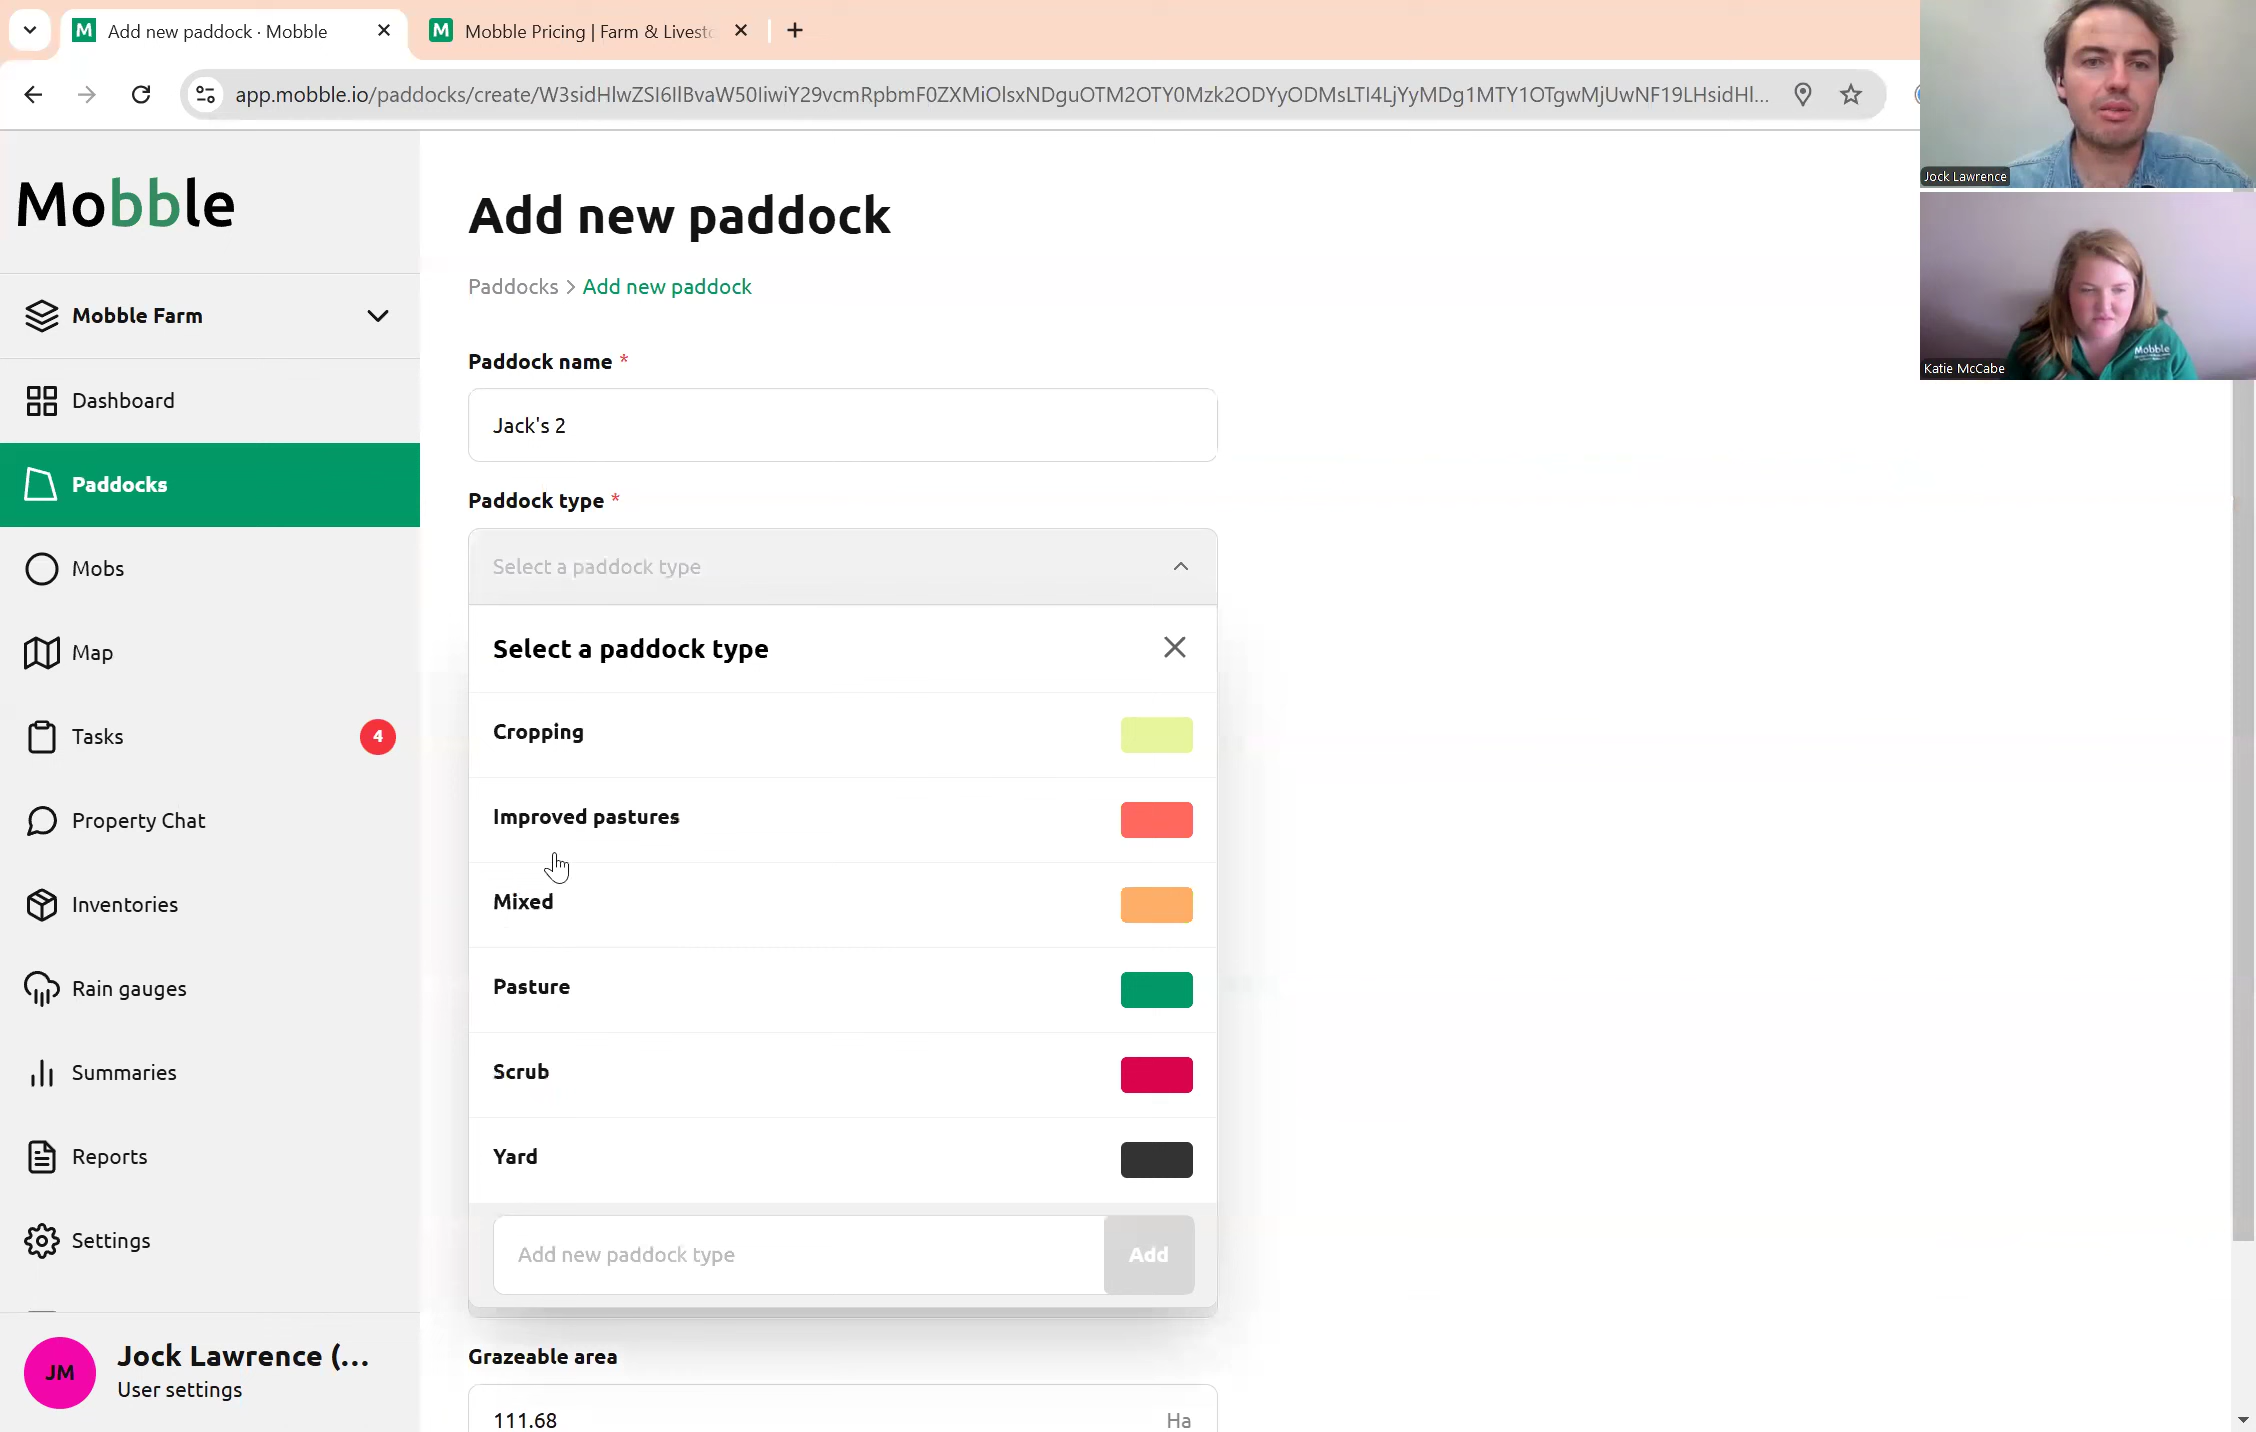 Add new paddock · Mobble
Mobble Pricing | Farm & Livest
app.mobble.io/paddocks/create/W3sidHlwZSI6IlBvaW50IiwiY29vcmRpbmF0ZXMiOlsxNDguOTM2OTY0Mzk2ODYyODMsLTI4LjYyMDg1MTY1OTgwMjUwNF19LHsidHl...
Jock Lawrence
Katie McCabe
Mobble
Mobble
Mobble Farm
Dashboard
Paddocks
Mobs
Map
Tasks
4
Property Chat
Inventories
Rain gauges
Summaries
Reports
Settings
JM
Jock Lawrence (...
User settings
Add new paddock
Paddocks > Add new paddock
Paddock name *
Jack's 2
Paddock type *
Select a paddock type
Select a paddock type
Cropping
Improved pastures
Mixed
Pasture
Scrub
Yard
Add new paddock type
Add
Grazeable area
111.68
Ha